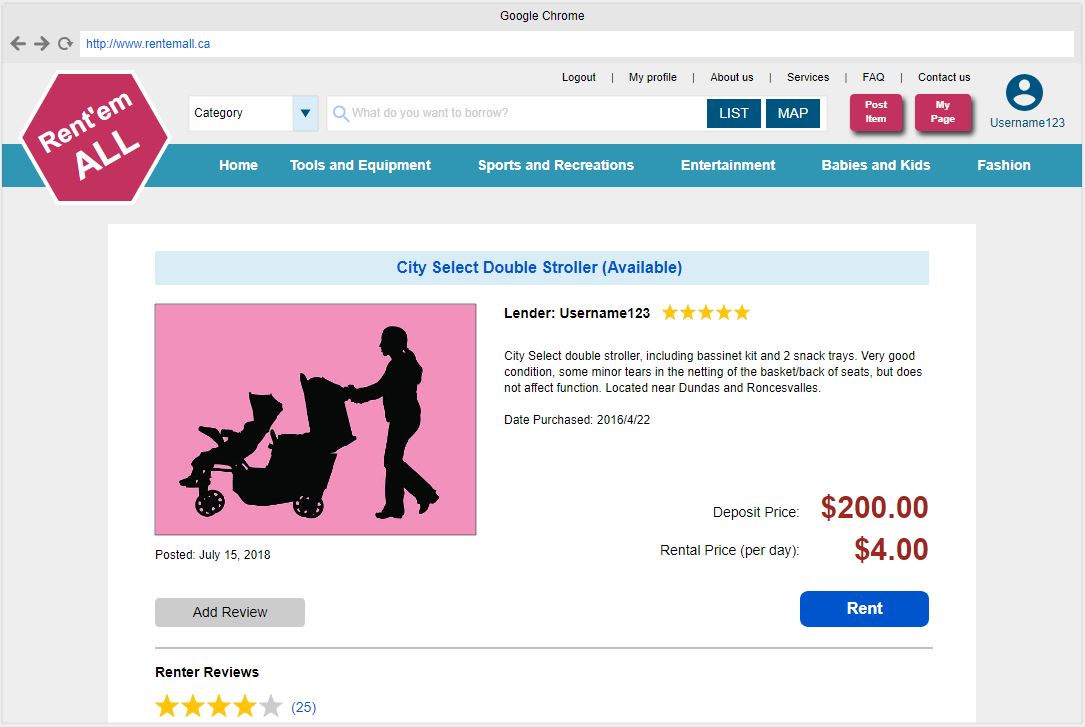 Google Chrome
http://www.rentemall.ca
Logout | My profile | About us | Services | FAQ | Contact us
Rent'em
ALL
Category
What do you want to borrow?
LIST
MAP
Post
Item
My
Page
Username123
Home Tools and Equipment Sports and Recreations Entertainment Babies and Kids Fashion
City Select Double Stroller (Available)
Lender: Username123
City Select double stroller, including bassinet kit and 2 snack trays. Very good
condition, some minor tears in the netting of the basket/back of seats, but does
not affect function. Located near Dundas and Roncesvalles.
Date Purchased: 2016/4/22
Deposit Price: $200.00
Rental Price (per day): $4.00
Posted: July 15, 2018
Add Review
Rent
Renter Reviews
(25)